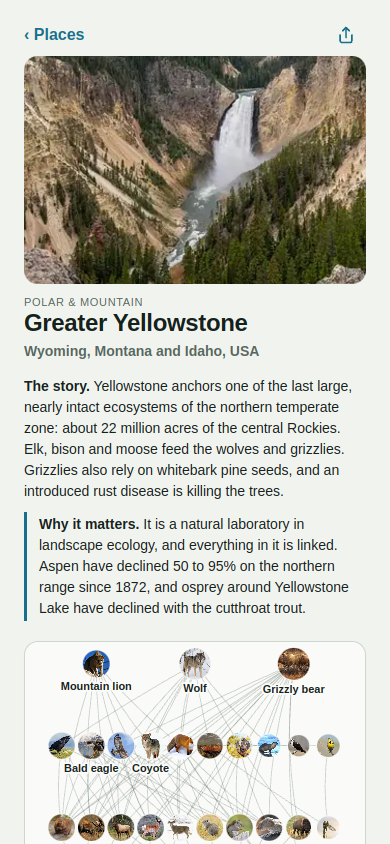 ‹ Places
POLAR & MOUNTAIN
Greater Yellowstone
Wyoming, Montana and Idaho, USA
The story. Yellowstone anchors one of the last large,
nearly intact ecosystems of the northern temperate
zone: about 22 million acres of the central Rockies.
Elk, bison and moose feed the wolves and grizzlies.
Grizzlies also rely on whitebark pine seeds, and an
introduced rust disease is killing the trees.
Why it matters. It is a natural laboratory in
landscape ecology, and everything in it is linked.
Aspen have declined 50 to 95% on the northern
range since 1872, and osprey around Yellowstone
Lake have declined with the cutthroat trout.
Mountain lion
Wolf
Grizzly bear
Bald eagle
Coyote